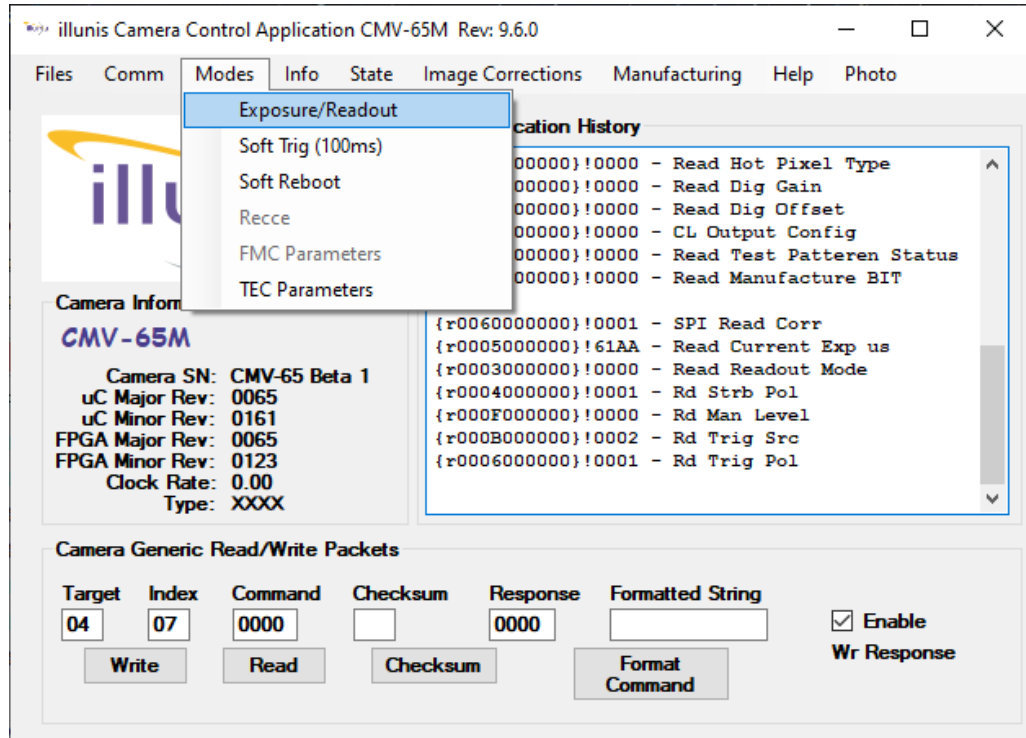 illunis Camera Control Application CMV-65M Rev: 9.6.0
Files Comm Modes Info State Image Corrections Manufacturing Help Photo
Exposure/Readout
Soft Trig (100ms)
Soft Reboot
Recce
FMC Parameters
TEC Parameters
illu
cation History
00000}!0000 - Read Hot Pixel Type
00000}!0000 - Read Dig Gain
00000}!0000 - Read Dig Offset
00000}!0000 - CL Output Config
00000}!0000 - Read Test Patteren Status
00000}!0000 - Read Manufacture BIT
{r0060000000}!0001 - SPI Read Corr
{r0005000000}!61AA - Read Current Exp us
{r0003000000}!0000 - Read Readout Mode
{r0004000000}!0001 - Rd Strb Pol
{r000F000000}!0000 - Rd Man Level
{r000B000000}!0002 - Rd Trig Src
{r0006000000}!0001 - Rd Trig Pol
Camera Inform
CMV-65M
Camera SN: CMV-65 Beta 1
uC Major Rev: 0065
uC Minor Rev: 0161
FPGA Major Rev: 0065
FPGA Minor Rev: 0123
Clock Rate: 0.00
Type: XXXX
Camera Generic Read/Write Packets
Target Index Command Checksum Response Formatted String
04 07 0000 0000
Enable
Wr Response
Write Read Checksum Format
Command